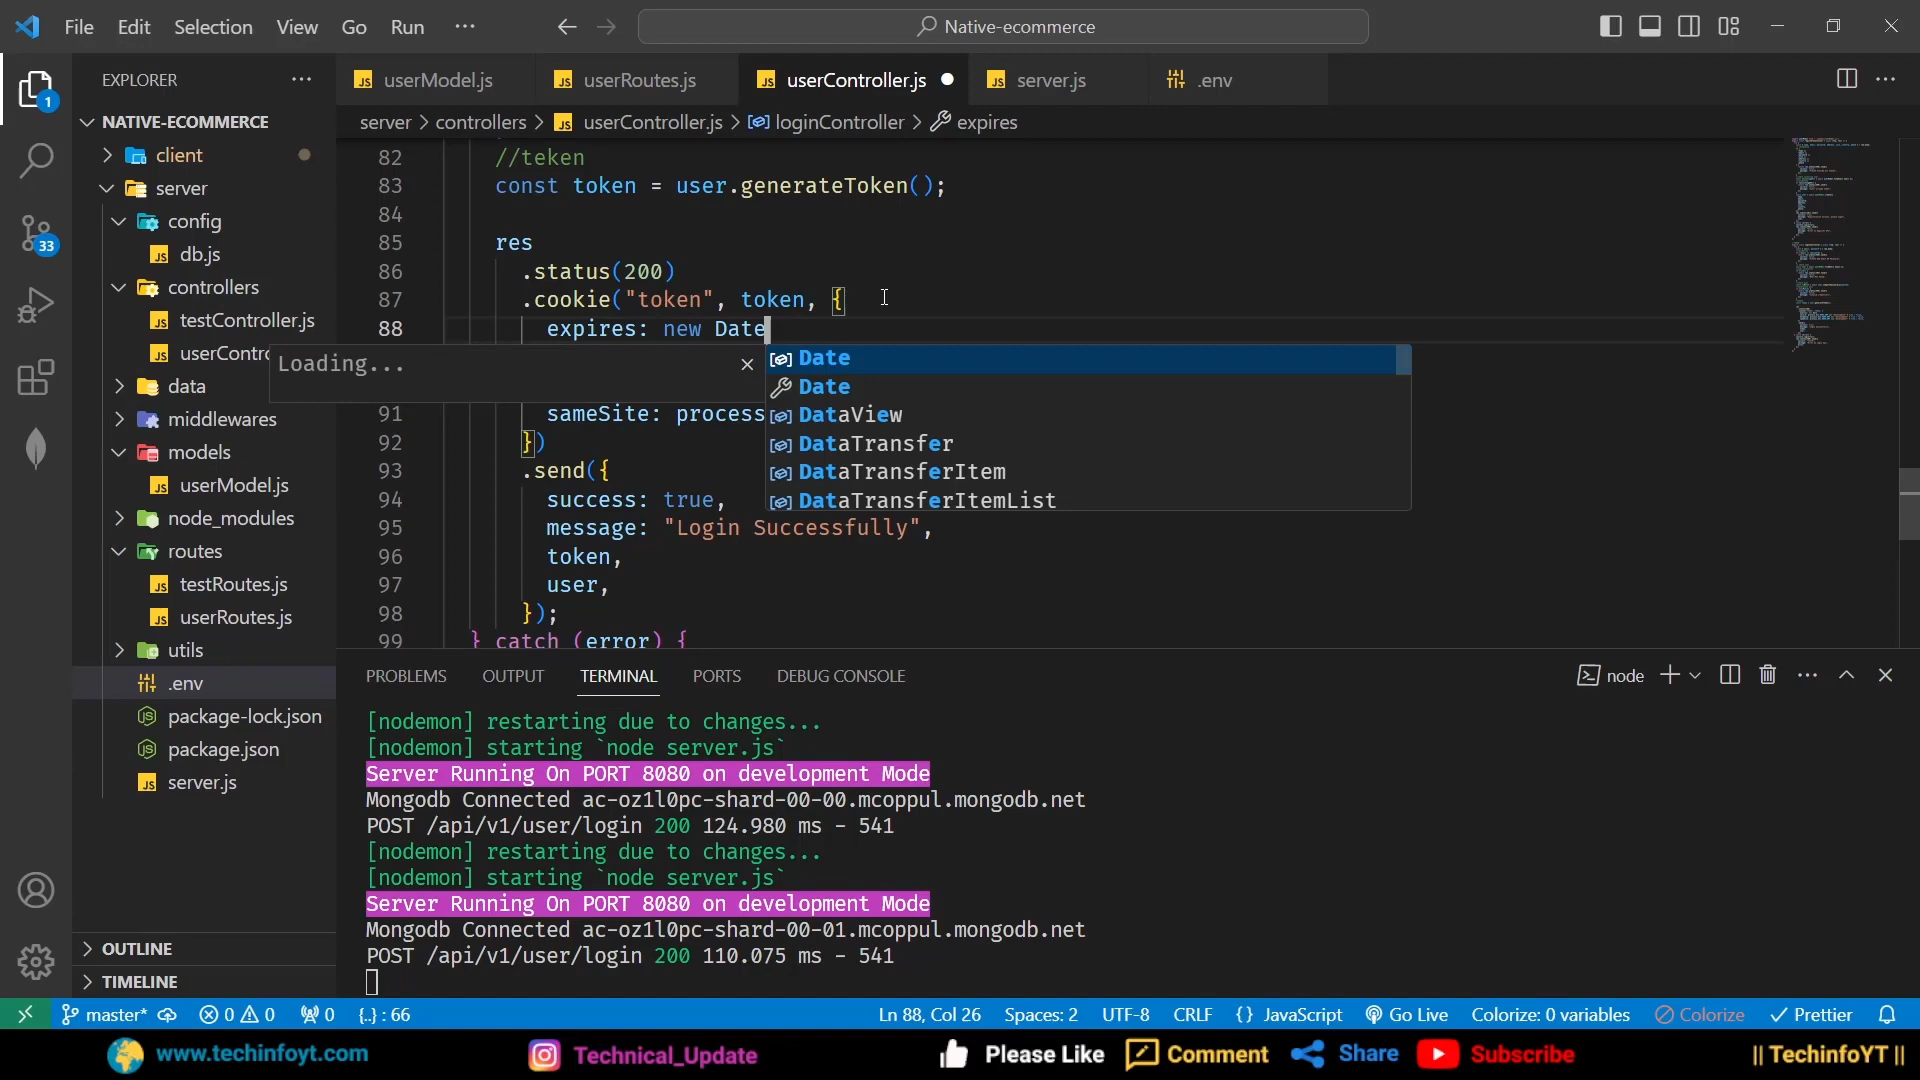 File Edit Selection View Go Run ··· Native-ecommerce
EXPLORER ···
userModel.js userRoutes.js userController.js server.js .env
NATIVE-ECOMMERCE
server > controllers > userController.js > loginController > expires
client
server
config
db.js
controllers
testController.js
userContro
data
middlewares
models
userModel.js
node_modules
routes
testRoutes.js
userRoutes.js
utils
.env
package-lock.json
package.json
server.js
OUTLINE
TIMELINE
1
33
82 //teken
83 const token = user.generateToken();
84
85 res
86 .status(200)
87 .cookie("token", token, {
88 expires: new Date
Loading...
Date
Date
DataView
DataTransfer
DataTransferItem
DataTransferItemList
91 sameSite: process
92 })
93 .send({
94 success: true,
95 message: "Login Successfully",
96 token,
97 user,
98 });
99 } catch (error) {
PROBLEMS OUTPUT TERMINAL PORTS DEBUG CONSOLE node
[nodemon] restarting due to changes...
[nodemon] starting `node server.js`
Server Running On PORT 8080 on development Mode
Mongodb Connected ac-oz1l0pc-shard-00-00.mcoppul.mongodb.net
POST /api/v1/user/login 200 124.980 ms - 541
[nodemon] restarting due to changes...
[nodemon] starting `node server.js`
Server Running On PORT 8080 on development Mode
Mongodb Connected ac-oz1l0pc-shard-00-01.mcoppul.mongodb.net
POST /api/v1/user/login 200 110.075 ms - 541
master* 0 0 0 {..} : 66 Ln 88, Col 26 Spaces: 2 UTF-8 CRLF {} JavaScript Go Live Colorize: 0 variables Colorize Prettier
www.techinfoyt.com Technical_Update Please Like Comment Share Subscribe || TechinfoYT ||